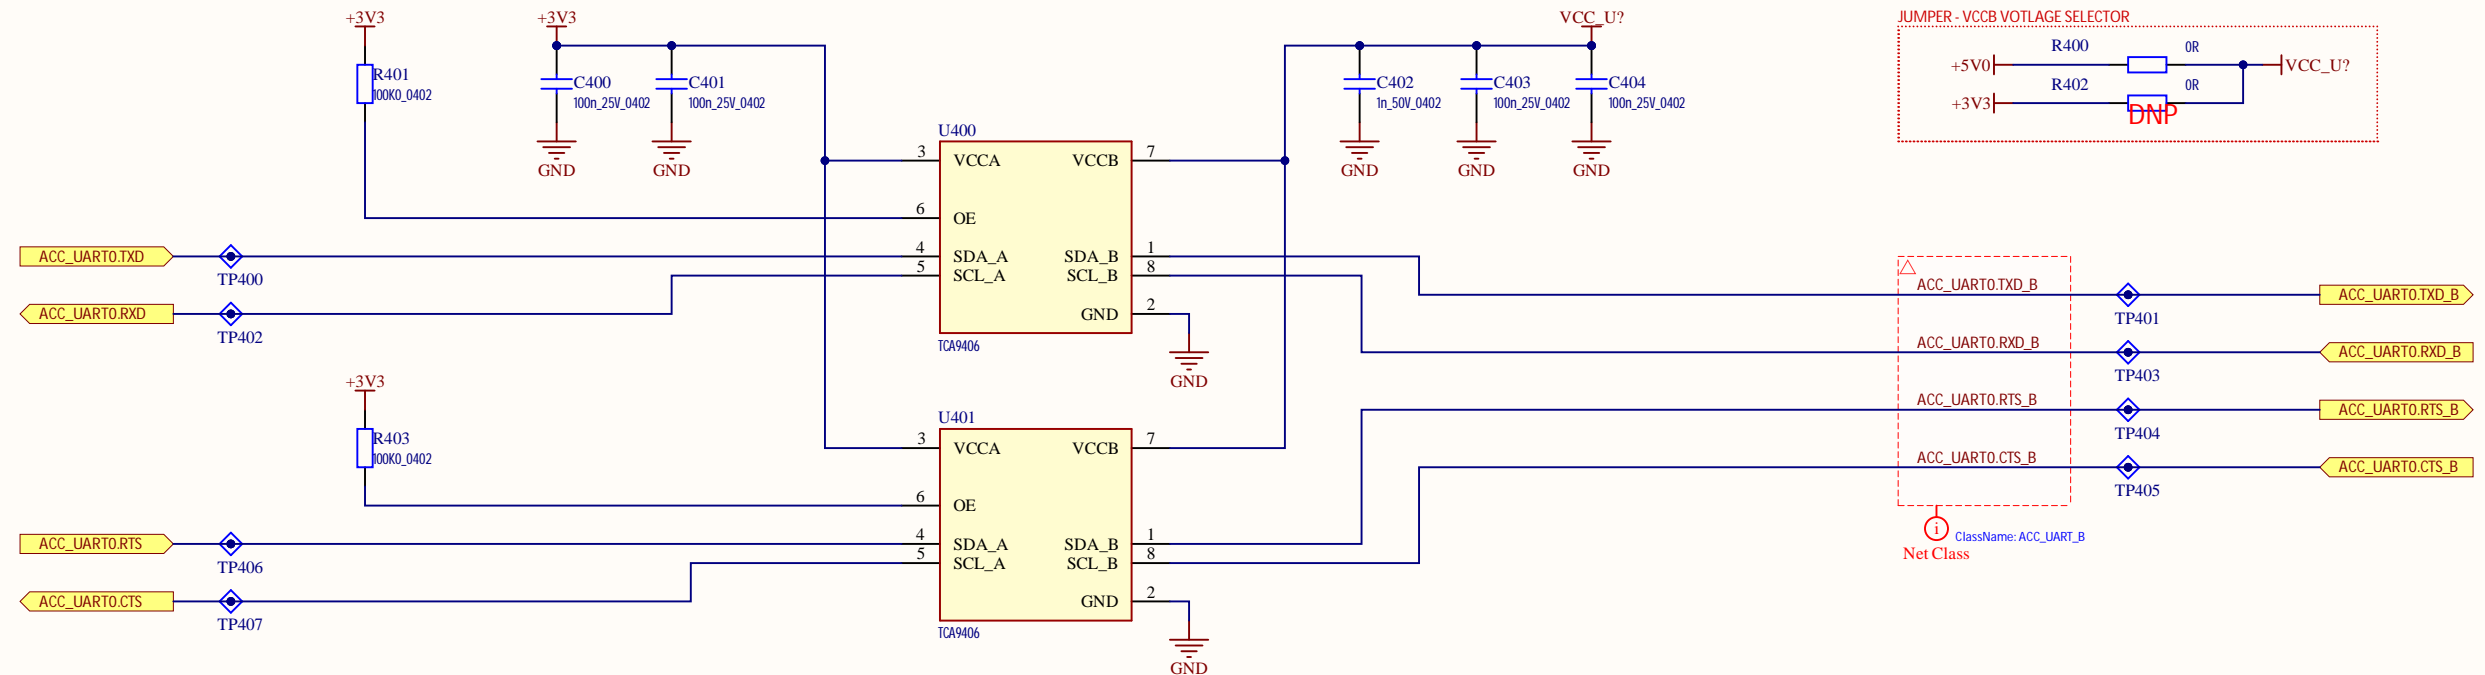 +3V3
+3V3
VCC_U?
JUMPER - VCCB VOTLAGE SELECTOR
R401
100K0_0402
C400
100n_25V_0402
C401
100n_25V_0402
C402
1n_50V_0402
C403
100n_25V_0402
C404
100n_25V_0402
R400
0R
+5V0
VCC_U?
R402
0R
+3V3
DNP
GND
GND
GND
GND
GND
U400
3
VCCA
VCCB
7
6
OE
4
SDA_A
SDA_B
1
5
SCL_A
SCL_B
8
GND
2
TCA9406
GND
ACC_UART0.TXD
TP400
ACC_UART0.RXD
TP402
ACC_UART0.TXD_B
TP401
ACC_UART0.TXD_B
ACC_UART0.RXD_B
TP403
ACC_UART0.RXD_B
ACC_UART0.RTS_B
TP404
ACC_UART0.RTS_B
ACC_UART0.CTS_B
TP405
ACC_UART0.CTS_B
i
ClassName: ACC_UART_B
Net Class
+3V3
R403
100K0_0402
U401
3
VCCA
VCCB
7
6
OE
4
SDA_A
SDA_B
1
5
SCL_A
SCL_B
8
GND
2
TCA9406
GND
ACC_UART0.RTS
TP406
ACC_UART0.CTS
TP407